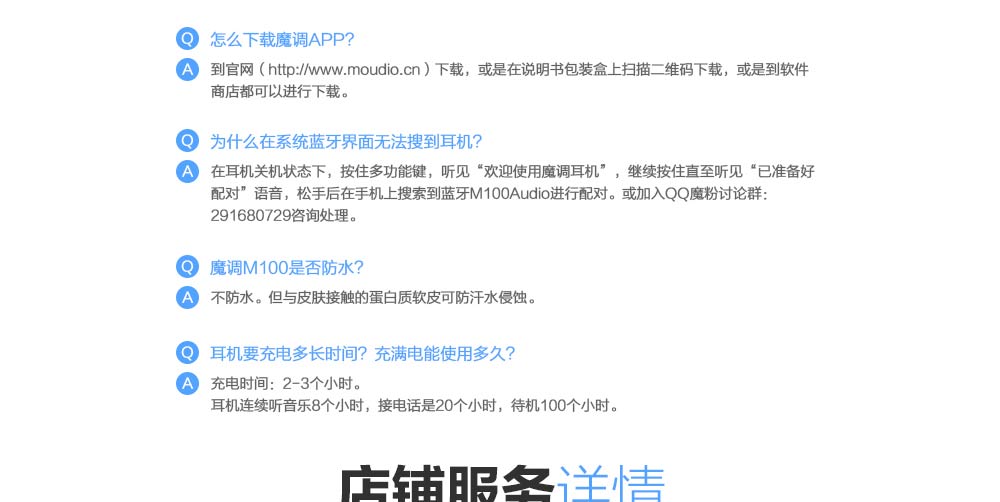 Q 怎么下载魔调APP?
A 到官网（http://www.moudio.cn）下载，或是在说明书包装盒上扫描二维码下载，或是到软件
商店都可以进行下载。
Q 为什么在系统蓝牙界面无法搜到耳机?
A 在耳机关机状态下，按住多功能键，听见“欢迎使用魔调耳机”，继续按住直至听见“已准备好
配对”语音，松手后在手机上搜索到蓝牙M100Audio进行配对。或加入QQ魔粉讨论群：
291680729咨询处理。
Q 魔调M100是否防水?
A 不防水。但与皮肤接触的蛋白质软皮可防汗水侵蚀。
Q 耳机要充电多长时间? 充满电能使用多久?
A 充电时间：2-3个小时。
耳机连续听音乐8个小时，接电话是20个小时，待机100个小时。
店铺服务详情